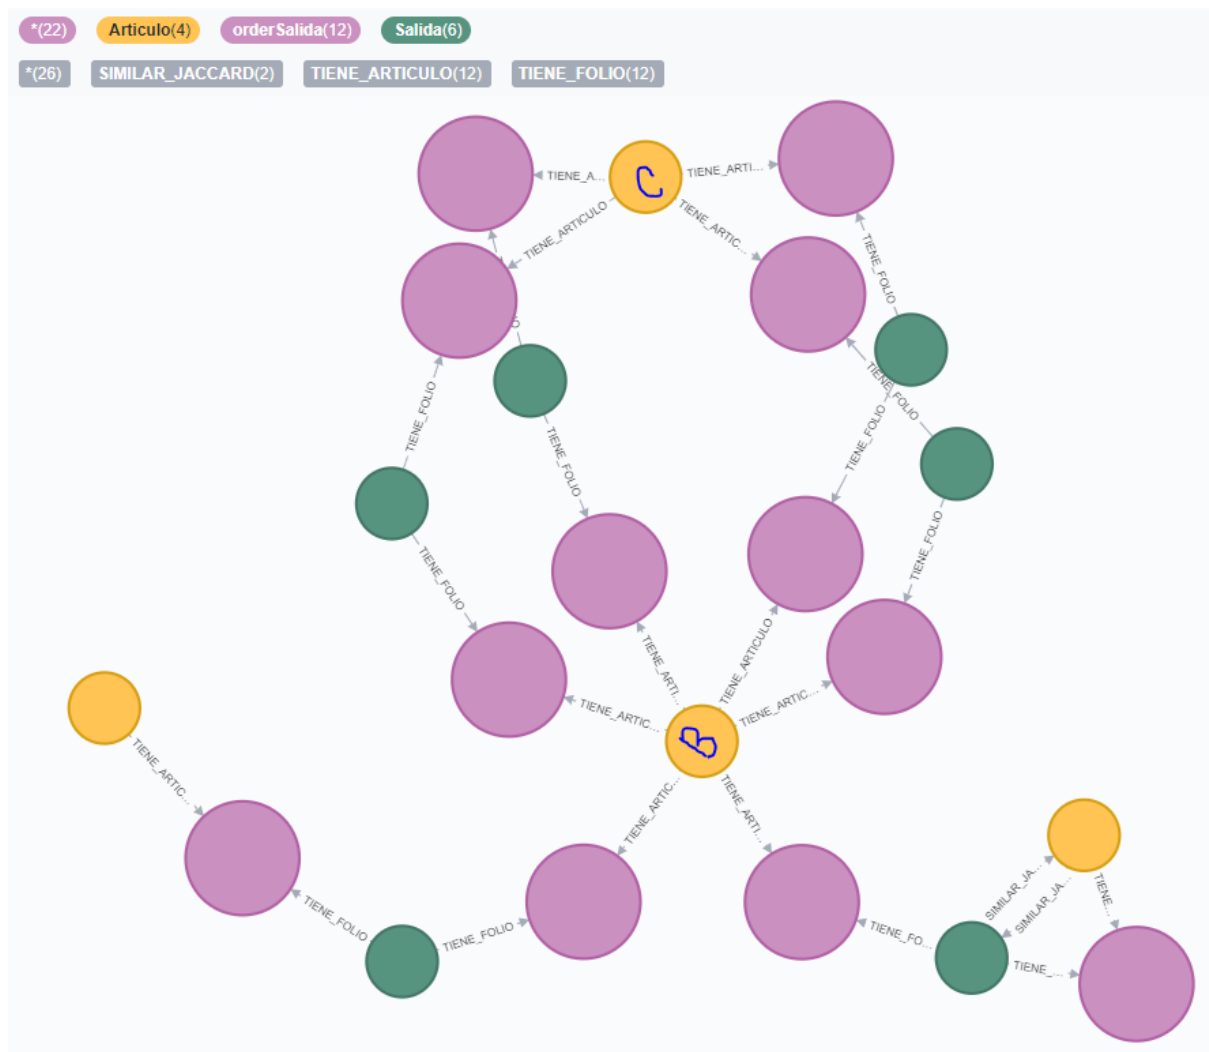 *(22) Articulo(4) orderSalida(12) Salida(6)
*(26) SIMILAR_JACCARD(2) TIENE_ARTICULO(12) TIENE_FOLIO(12)
TIENE_A...
C
TIENE_ARTI...
TIENE_ARTICULO
TIENE_ARTIC...
TIENE_FOLIO
O
TIENE_FOLIO
TIENE_FOLIO
TIENE_FOLIO
TIENE_FOLIO
TIENE_FOLIO
TIENE_FOLIO
TIENE_ARTI...
TIENE_ARTICULO
TIENE_ARTIC...
TIENE_ARTIC...
B
TIENE_ARTIC...
TIENE_ARTIC...
TIENE_ARTI...
SIMILAR_JA...
SIMILAR_JA...
TIENE...
TIENE_FOLIO
TIENE_FOLIO
TIENE_FO...
TIENE_...